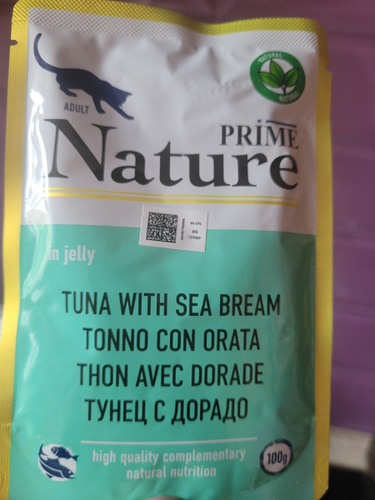 NATURAL
ADULT
PRIME
Nature
in jelly
TUNA WITH SEA BREAM
TONNO CON ORATA
THON AVEC DORADE
ТУНЕЦ С ДОРАДО
high quality complementary
natural nutrition
100g